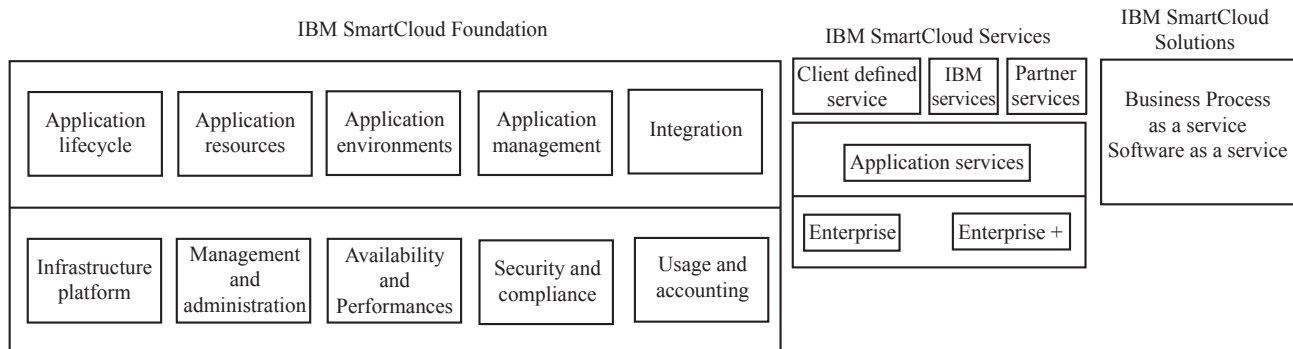 IBM SmartCloud Foundation
Application
lifecycle
Application
resources
Application
environments
Application
management
Integration
Infrastructure
platform
Management
and
administration
Availability
and
Performances
Security and
compliance
Usage and
accounting
IBM SmartCloud Services
Client defined
service
IBM
services
Partner
services
Application services
Enterprise
Enterprise +
IBM SmartCloud
Solutions
Business Process
as a service
Software as a service